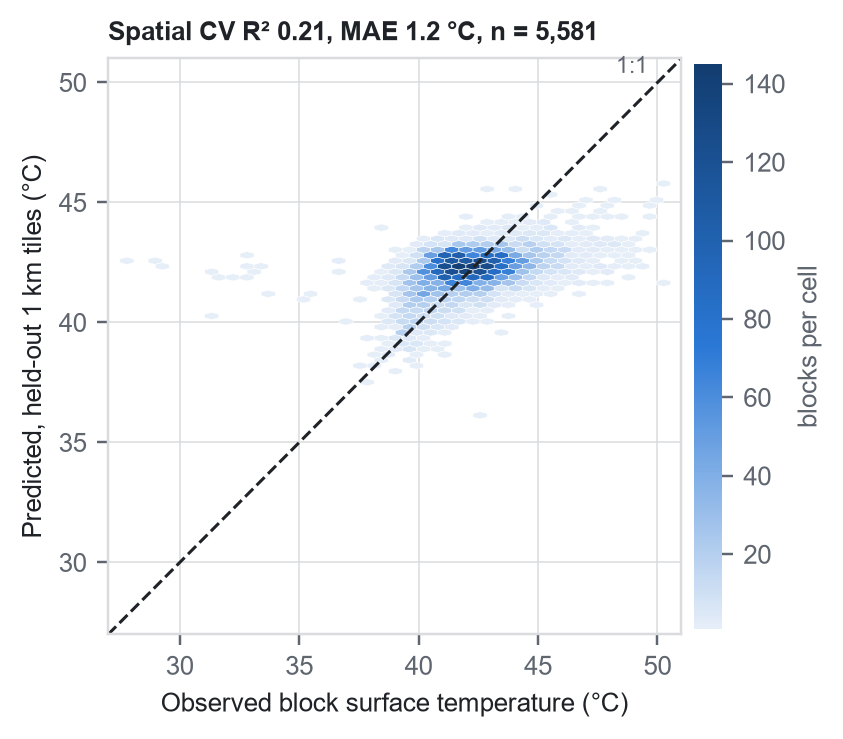 Spatial CV R² 0.21, MAE 1.2 °C, n = 5,581
1:1
50
45
40
35
30
Predicted, held-out 1 km tiles (°C)
30 35 40 45 50
Observed block surface temperature (°C)
140
120
100
80
60
40
20
blocks per cell